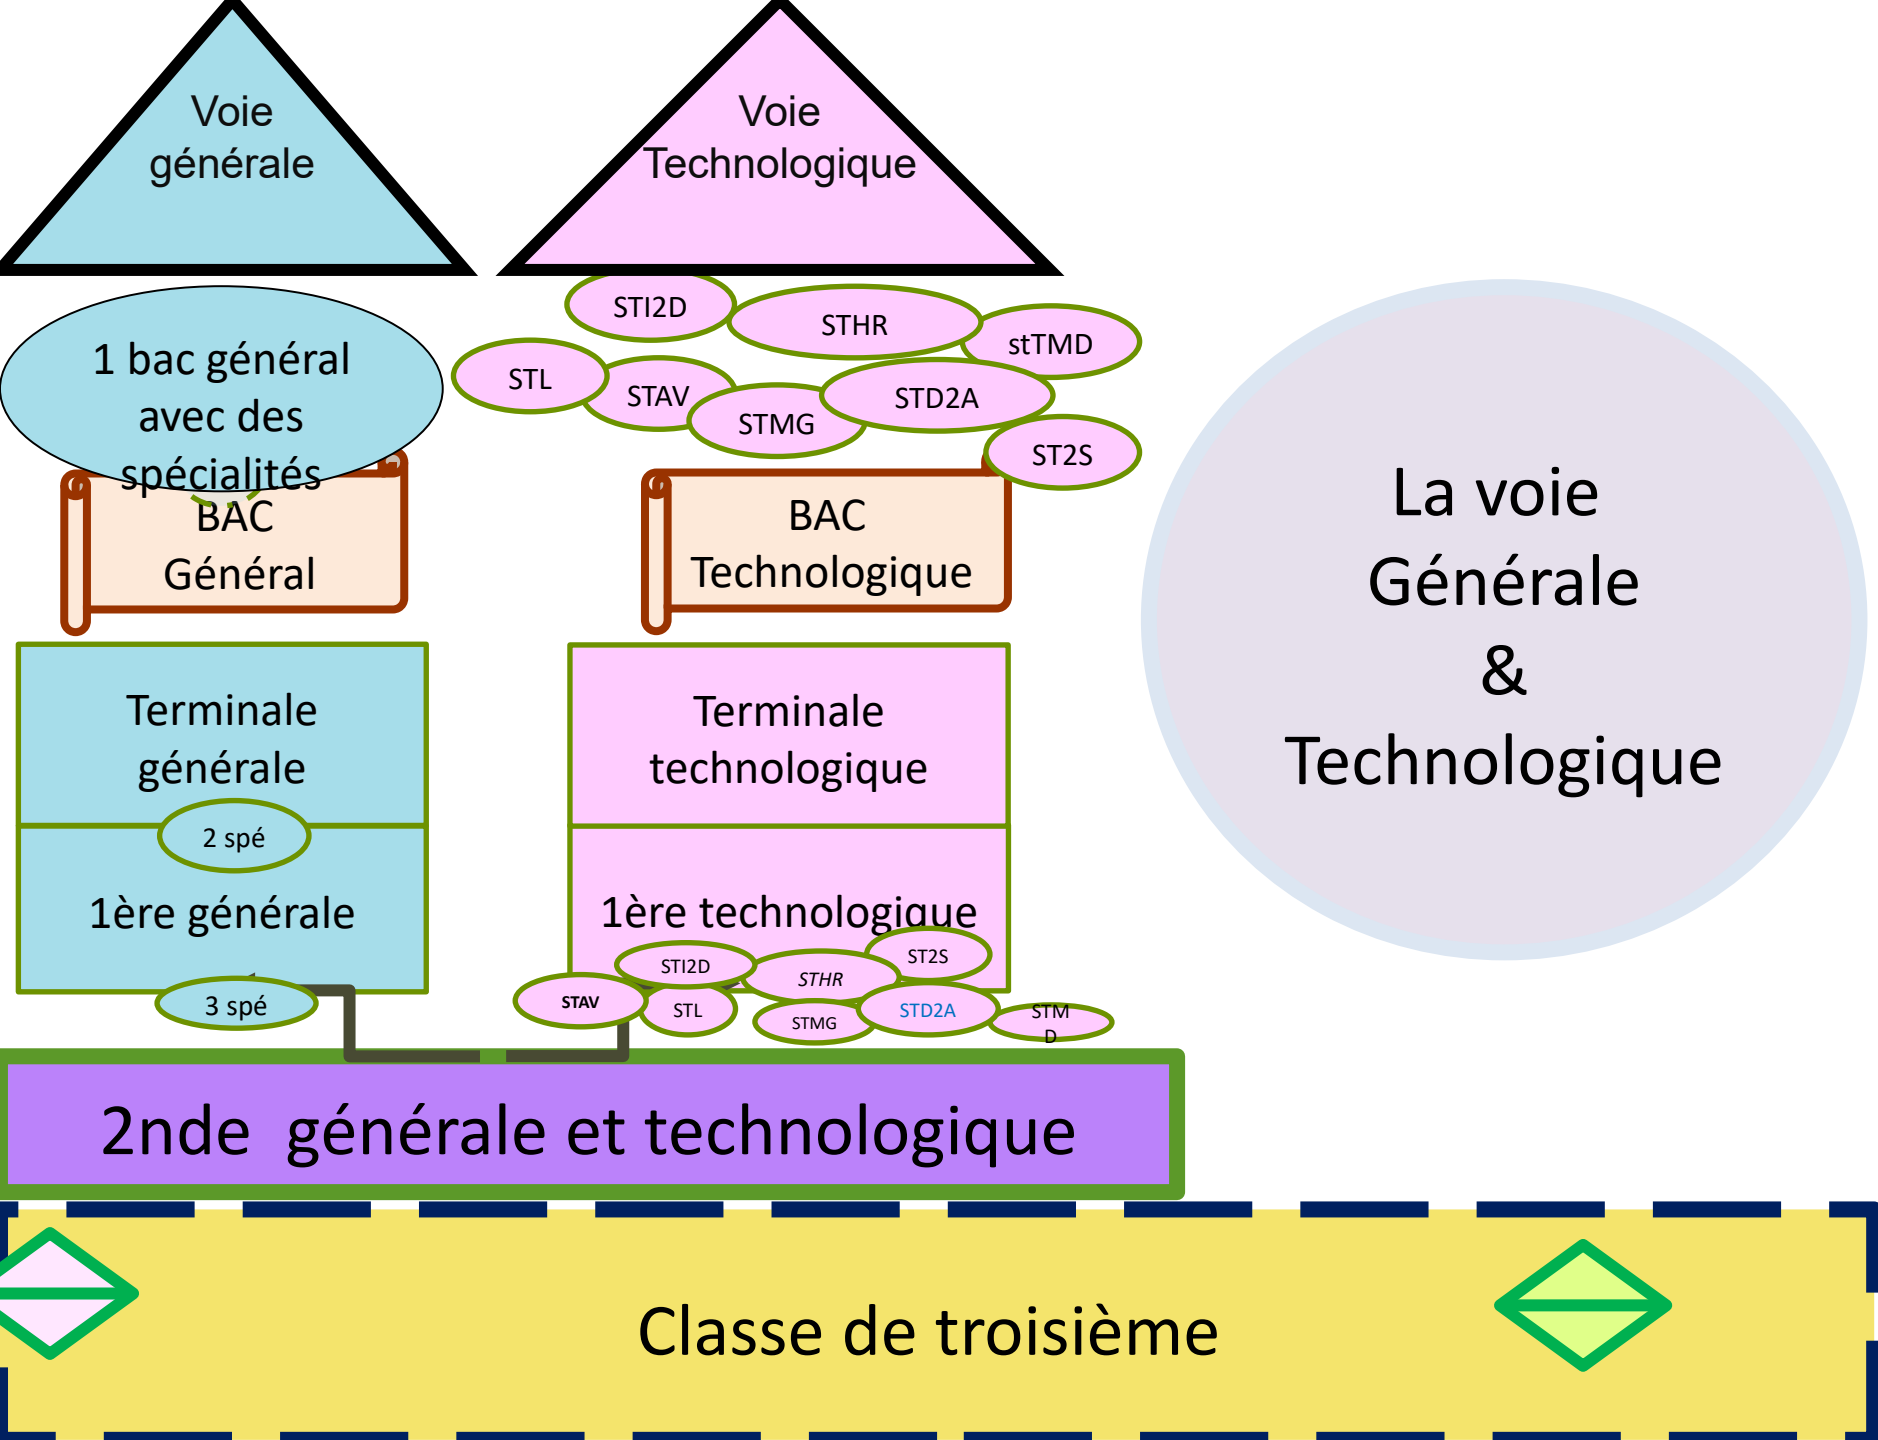 Voie
générale
Voie
Technologique
1 bac général
avec des
spécialités
STI2D
STHR
stTMD
STL
STAV
STMG
STD2A
ST2S
BAC
Général
BAC
Technologique
La voie
Générale
&
Technologique
Terminale
générale
Terminale
technologique
2 spé
1ère générale
1ère technologique
3 spé
STI2D
STHR
ST2S
STAV
STL
STMG
STD2A
STM
D
2nde  générale et technologique
Classe de troisième